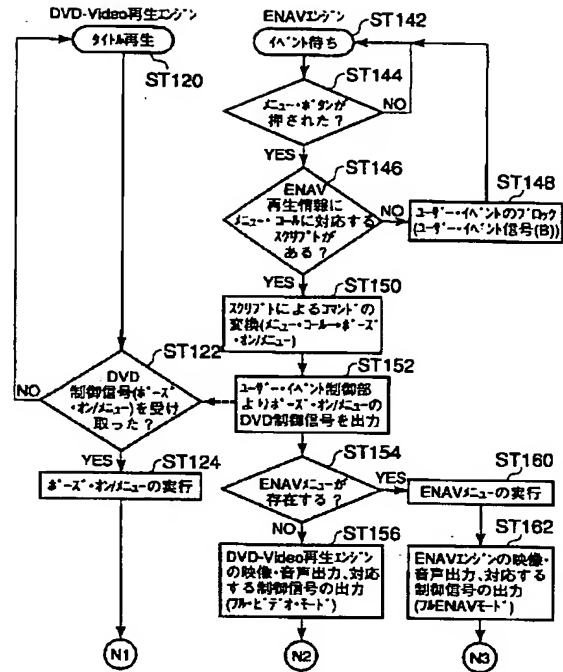 DVD-Video再生エンジン
タイトル再生
ST120
ENAVエンジン
ST142
イベント待ち
ST144
メニュー・ボタンが
押された?
NO
YES
ST146
ENAV
再生情報に
メニュー・コールに対応する
スクリプトが
ある?
NO
ST148
ユーザー・イベントのブロック
(ユーザー・イベント信号(B))
YES
ST150
スクリプトによるコマンドの
変換(メニュー・コール→ポーズ・
オン/メニュー)
ST122
DVD
制御信号(ポーズ・
・オン/メニュー)を受け
取った?
NO
YES
ST152
ユーザー・イベント制御部
よりポーズ・オン/メニューの
DVD制御信号を出力
ST124
ポーズ・オン/メニューの実行
ST154
ENAVメニューが
存在する?
YES
NO
ST160
ENAVメニューの実行
ST156
DVD-Video再生エンジン
の映像・音声出力、対応
する制御信号の出力
(フル・ビデオ・モード)
ST162
ENAVエンジンの映像・
音声出力、対応する
制御信号の出力
(フルENAVモード)
N1
N2
N3